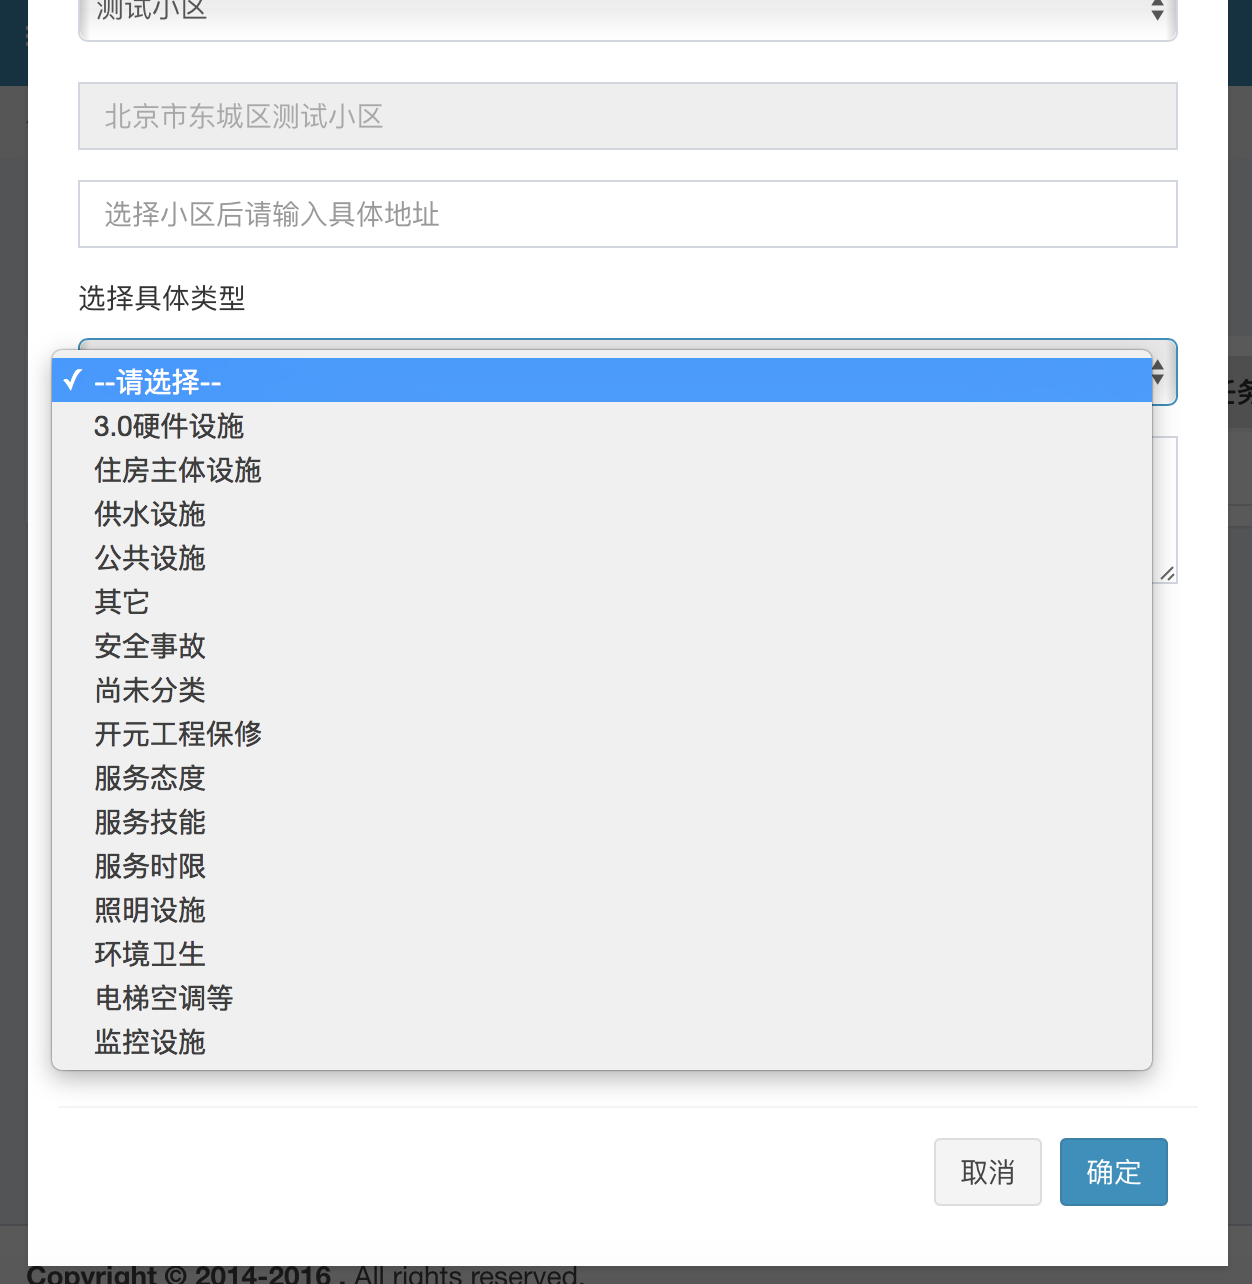 测试小区
北京市东城区测试小区
选择小区后请输入具体地址
选择具体类型
✓ --请选择--
3.0硬件设施
住房主体设施
供水设施
公共设施
其它
安全事故
尚未分类
开元工程保修
服务态度
服务技能
服务时限
照明设施
环境卫生
电梯空调等
监控设施
取消
确定
Copyright © 2014-2016 . All rights reserved.